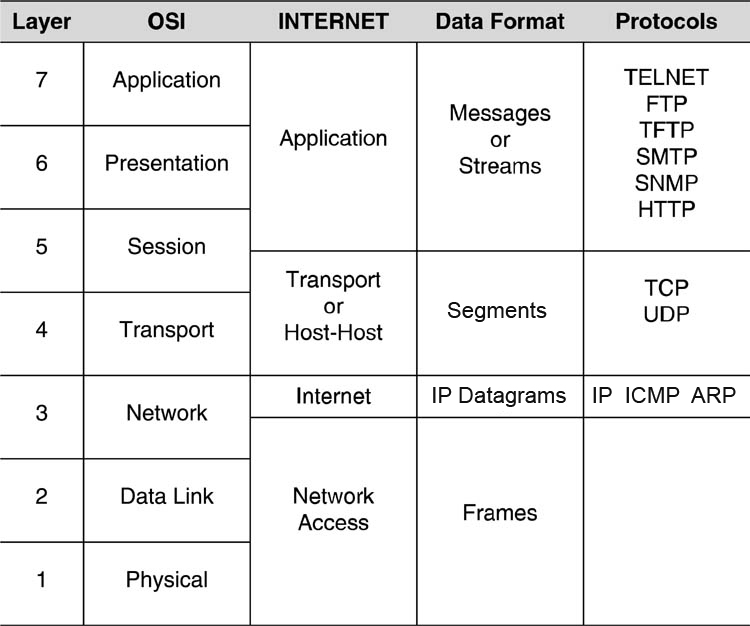 Layer OSI INTERNET Data Format Protocols
7 Application
6 Presentation
5 Session
4 Transport
3 Network
2 Data Link
1 Physical
Application
Transport
or
Host-Host
Internet
Network
Access
Messages
or
Streams
Segments
IP Datagrams
Frames
TELNET
FTP
TFTP
SMTP
SNMP
HTTP
TCP
UDP
IP ICMP ARP